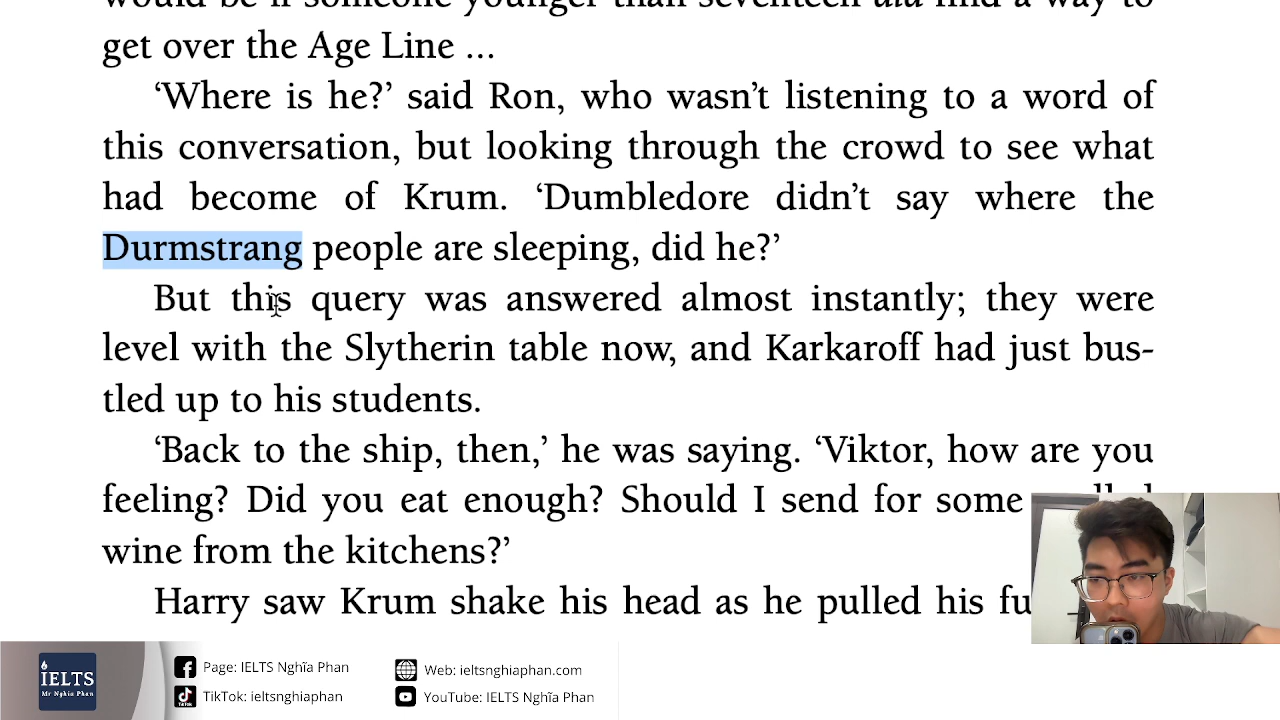 get over the Age Line ...
‘Where is he?’ said Ron, who wasn’t listening to a word of
this conversation, but looking through the crowd to see what
had become of Krum. ‘Dumbledore didn’t say where the
Durmstrang people are sleeping, did he?’
But this query was answered almost instantly; they were
level with the Slytherin table now, and Karkaroff had just bus-
tled up to his students.
‘Back to the ship, then,’ he was saying. ‘Viktor, how are you
feeling? Did you eat enough? Should I send for some
wine from the kitchens?’
Harry saw Krum shake his head as he pulled his
IELTS
Mr Nghia Phan
Page: IELTS Nghĩa Phan
TikTok: ieltsnghiaphan
Web: ieltsnghiaphan.com
YouTube: IELTS Nghĩa Phan